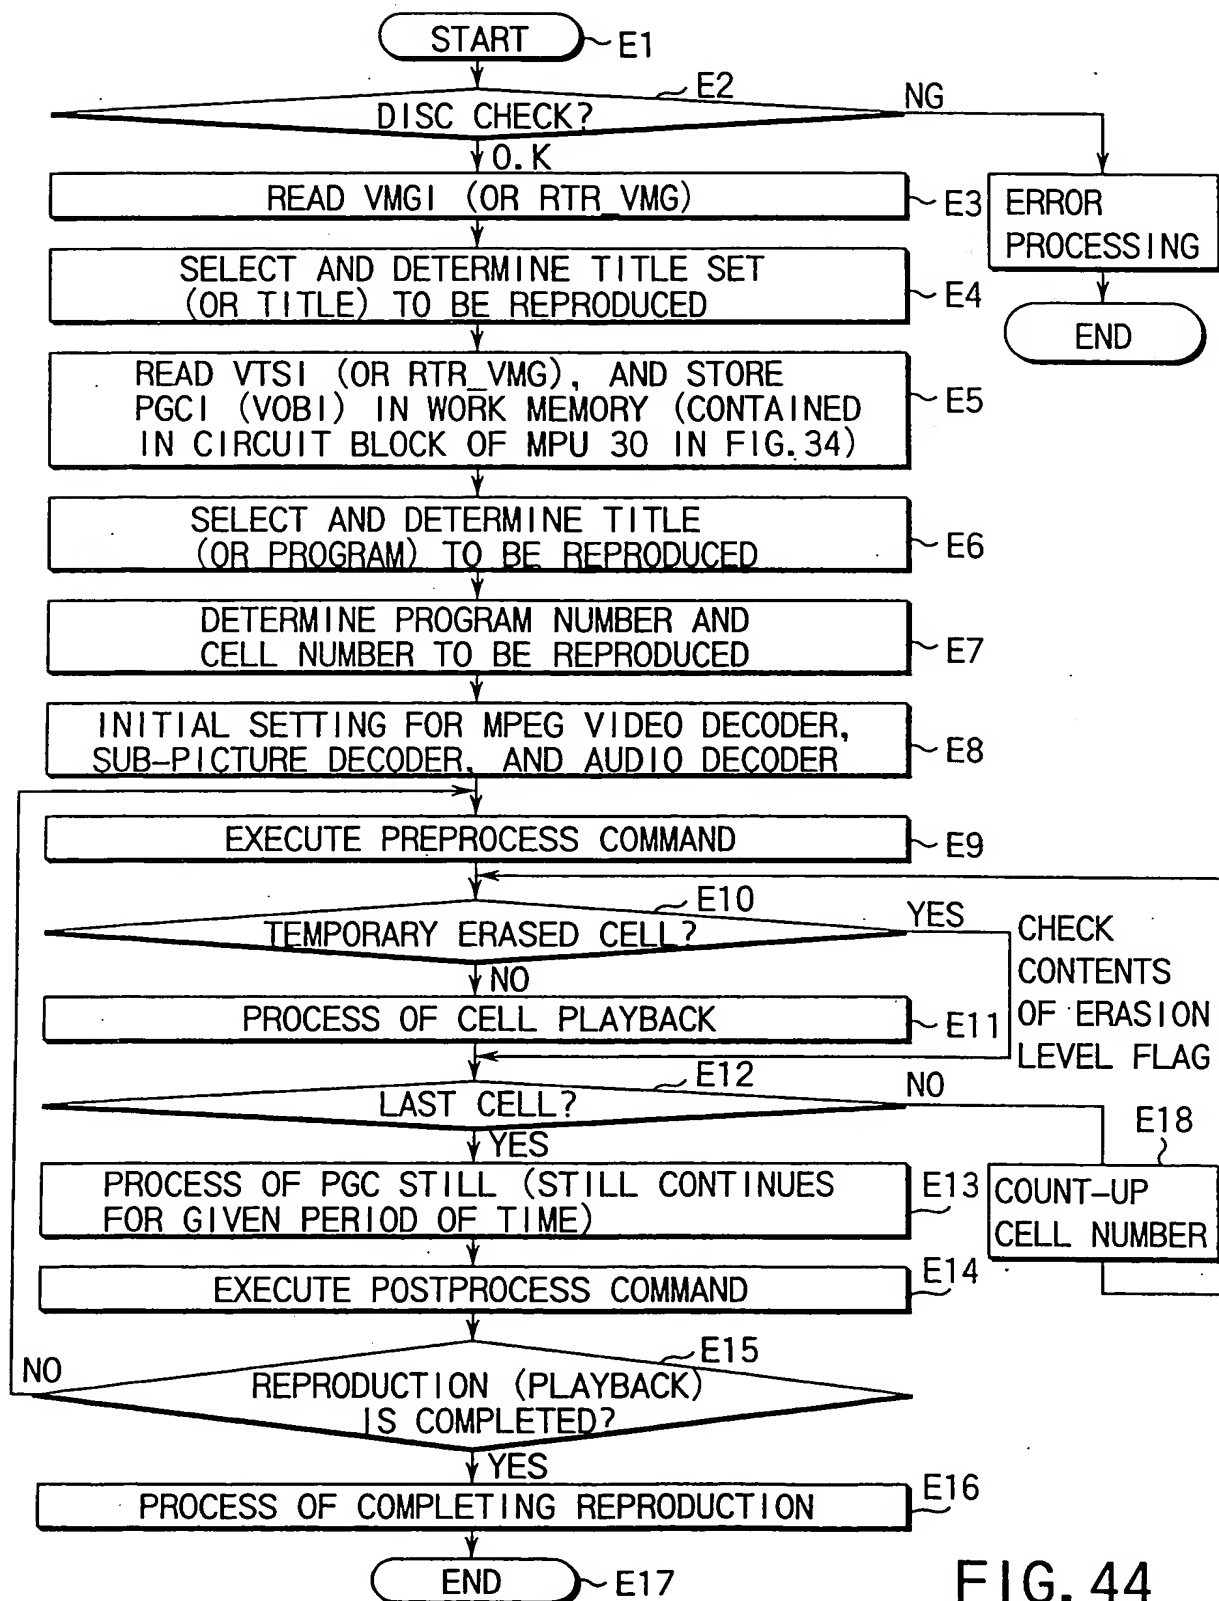 START
E1
E2
DISC CHECK?
NG
O.K
READ VMGI (OR RTR_VMG)
E3
ERROR
PROCESSING
END
SELECT AND DETERMINE TITLE SET
(OR TITLE) TO BE REPRODUCED
E4
READ VTSI (OR RTR_VMG), AND STORE
PGCI (VOBI) IN WORK MEMORY (CONTAINED
IN CIRCUIT BLOCK OF MPU 30 IN FIG.34)
E5
SELECT AND DETERMINE TITLE
(OR PROGRAM) TO BE REPRODUCED
E6
DETERMINE PROGRAM NUMBER AND
CELL NUMBER TO BE REPRODUCED
E7
INITIAL SETTING FOR MPEG VIDEO DECODER,
SUB-PICTURE DECODER, AND AUDIO DECODER
E8
EXECUTE PREPROCESS COMMAND
E9
E10
TEMPORARY ERASED CELL?
YES
NO
CHECK
CONTENTS
OF ERASION
LEVEL FLAG
PROCESS OF CELL PLAYBACK
E11
E12
LAST CELL?
NO
YES
E18
COUNT-UP
CELL NUMBER
PROCESS OF PGC STILL (STILL CONTINUES
FOR GIVEN PERIOD OF TIME)
E13
EXECUTE POSTPROCESS COMMAND
E14
E15
NO
REPRODUCTION (PLAYBACK)
IS COMPLETED?
YES
PROCESS OF COMPLETING REPRODUCTION
E16
END
E17
FIG. 44